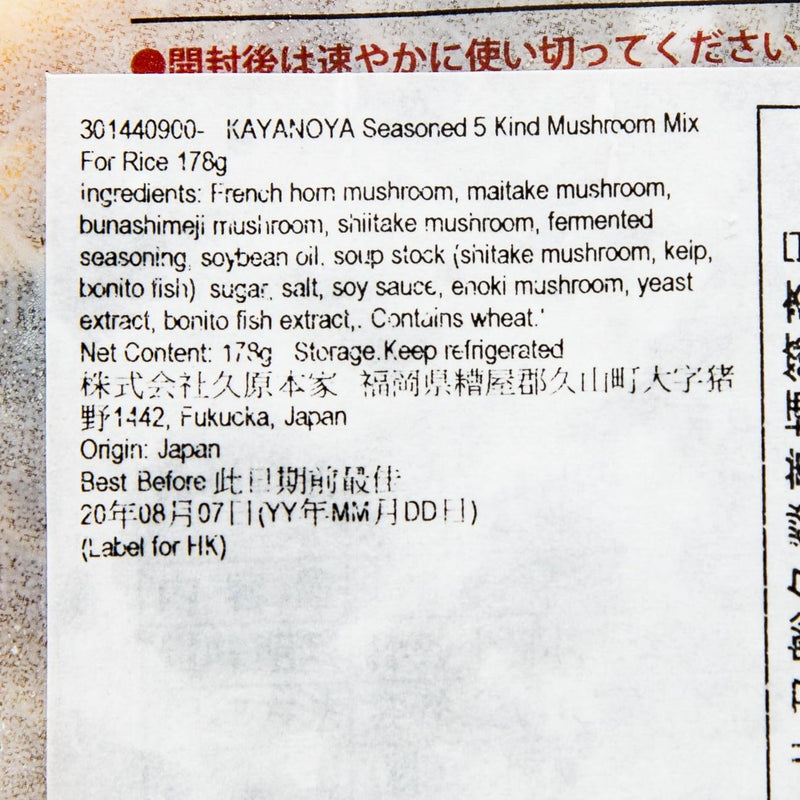 ●開封後は速やかに使い切ってください
301440900- KAYANOYA Seasoned 5 Kind Mushroom Mix
For Rice 178g
ingredients: French horn mushroom, maitake mushroom,
bunashimeji mushroom, shiitake mushroom, fermented
seasoning, soybean oil, soup stock (shitake mushroom, kelp,
bonito fish) sugar, salt, soy sauce, enoki mushroom, yeast
extract, bonito fish extract,. Contains wheat.'
Net Content: 178g Storage.Keep refrigerated
株式会社久原本家 福岡県糟屋郡久山町大字猪
野1442, Fukucka, Japan
Origin: Japan
Best Before 此日期前最佳
20年08月07日(YY年MM月DD日)
(Label for HK)